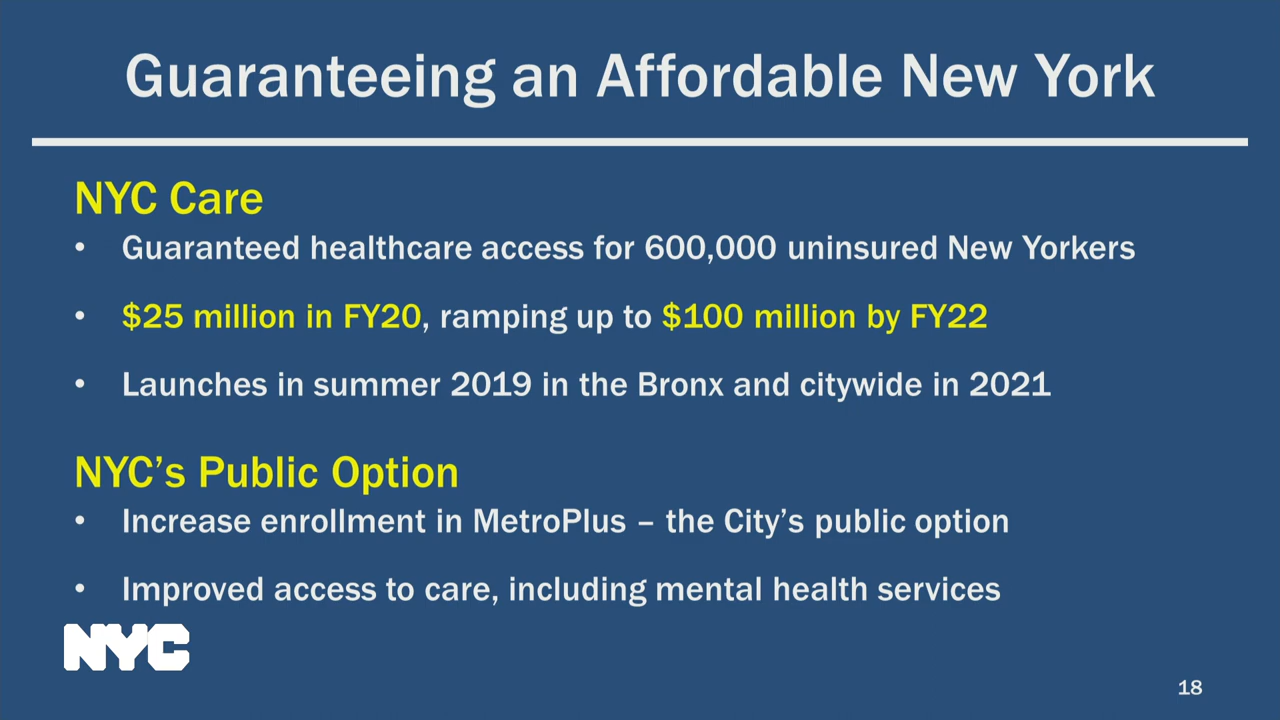 Guaranteeing an Affordable New York
NYC Care
• Guaranteed healthcare access for 600,000 uninsured New Yorkers
• $25 million in FY20, ramping up to $100 million by FY22
• Launches in summer 2019 in the Bronx and citywide in 2021
NYC’s Public Option
• Increase enrollment in MetroPlus – the City’s public option
• Improved access to care, including mental health services
NYC
18